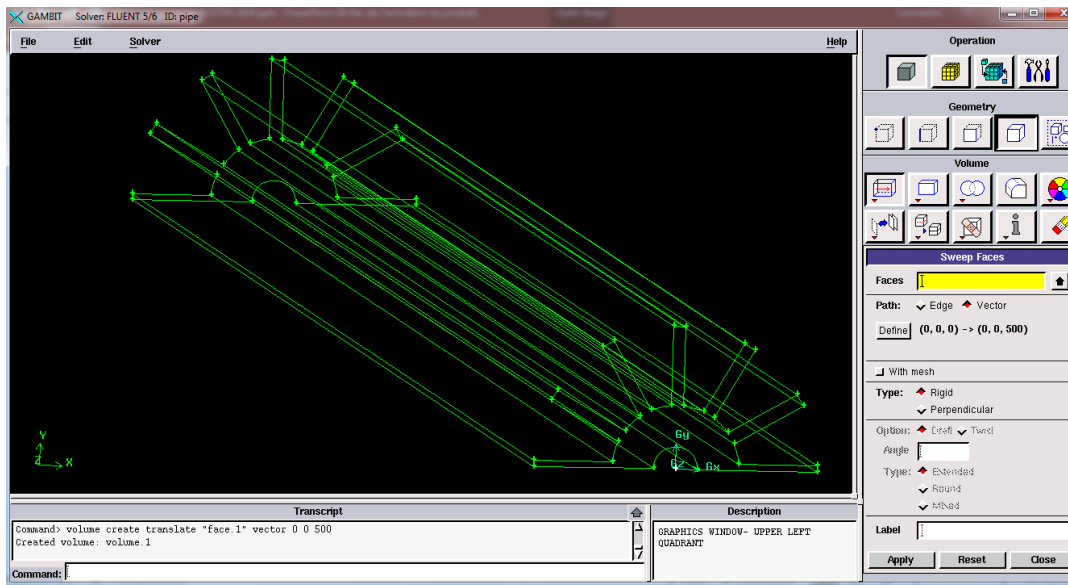 GAMBIT Solver: FLUENT 5/6 ID: pipe
File Edit Solver Help
Operation
Geometry
Volume
Sweep Faces
Faces
Path: Edge Vector
Define (0, 0, 0) -> (0, 0, 500)
With mesh
Type: Rigid
Perpendicular
Option: Draft Twist
Angle
Type: Extended
Round
Mixed
Label
Apply Reset Close
Gy
Gz Gx
Y
Z X
Transcript
Command> volume create translate "face.1" vector 0 0 500
Created volume: volume.1
Command:
Description
GRAPHICS WINDOW- UPPER LEFT
QUADRANT